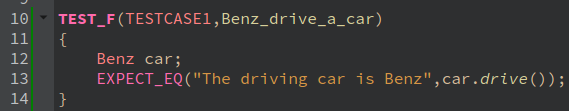 10 TEST_F(TESTCASE1,Benz_drive_a_car)
11 {
12     Benz car;
13     EXPECT_EQ("The driving car is Benz",car.drive());
14 }